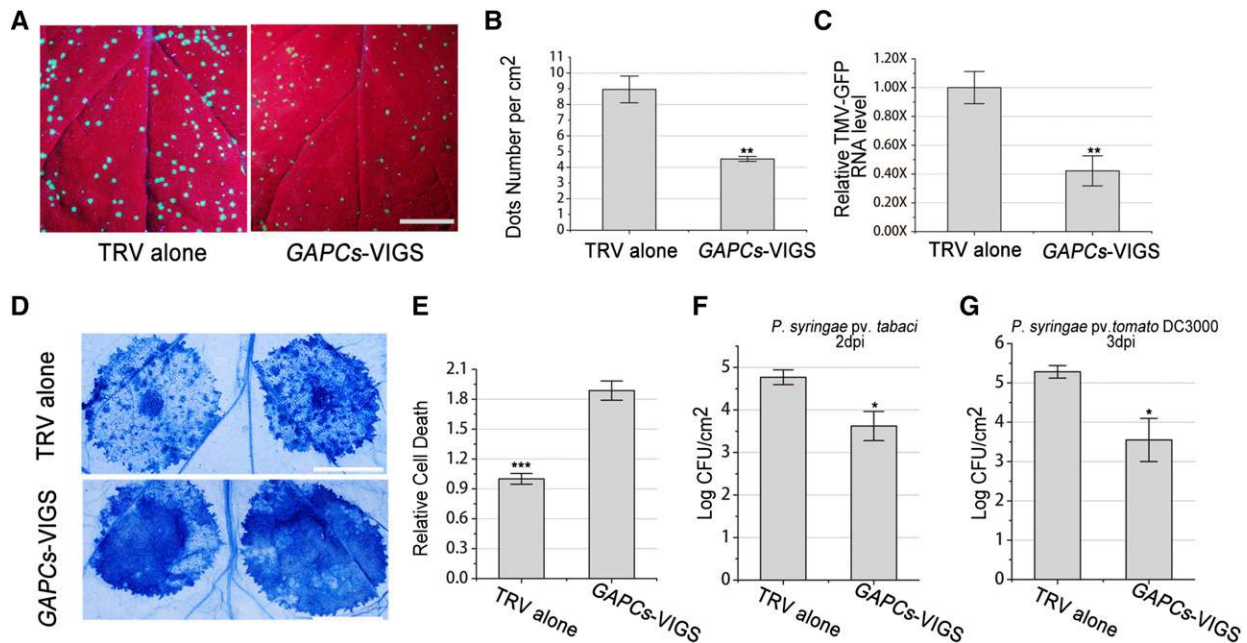 A
TRV alone
GAPCs-VIGS
B
Dots Number per cm2
11
10
9
8
7
6
5
4
3
2
1
0
**
TRV alone
GAPCs-VIGS
C
Relative TMV-GFP
RNA level
1.20X
1.00X
0.80X
0.60X
0.40X
0.20X
0.00X
**
TRV alone
GAPCs-VIGS
D
TRV alone
GAPCs-VIGS
E
Relative Cell Death
2.1
1.8
1.5
1.2
0.9
0.6
0.3
0.0
***
TRV alone
GAPCs-VIGS
F
P. syringae pv. tabaci
2dpi
Log CFU/cm2
5
4
3
2
1
0
*
TRV alone
GAPCs-VIGS
G
P. syringae pv.tomato DC3000
3dpi
Log CFU/cm2
6
5
4
3
2
1
0
*
TRV alone
GAPCs-VIGS